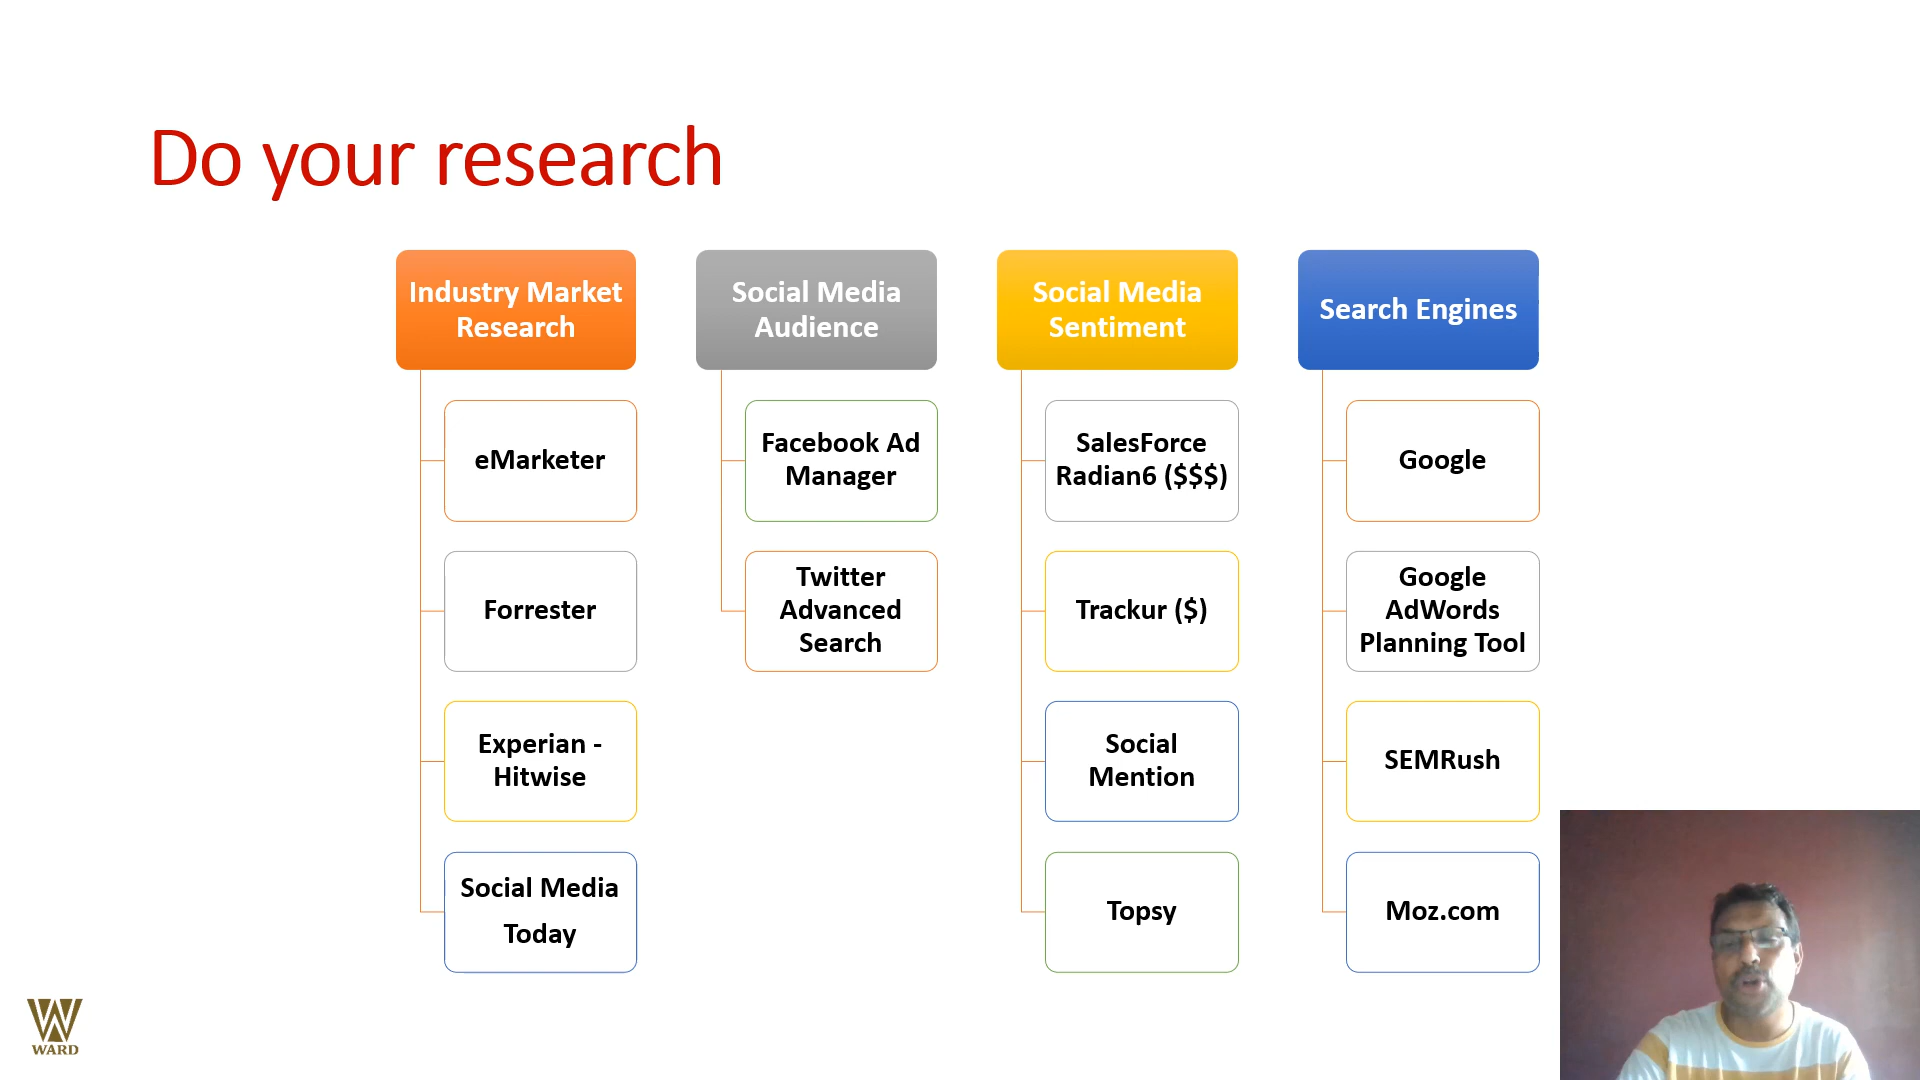 Do your research
Industry Market
Research
eMarketer
Forrester
Experian -
Hitwise
Social Media
Today
Social Media
Audience
Facebook Ad
Manager
Twitter
Advanced
Search
Social Media
Sentiment
SalesForce
Radian6 ($$$)
Trackur ($)
Social
Mention
Topsy
Search Engines
Google
Google
AdWords
Planning Tool
SEMRush
Moz.com
WARD